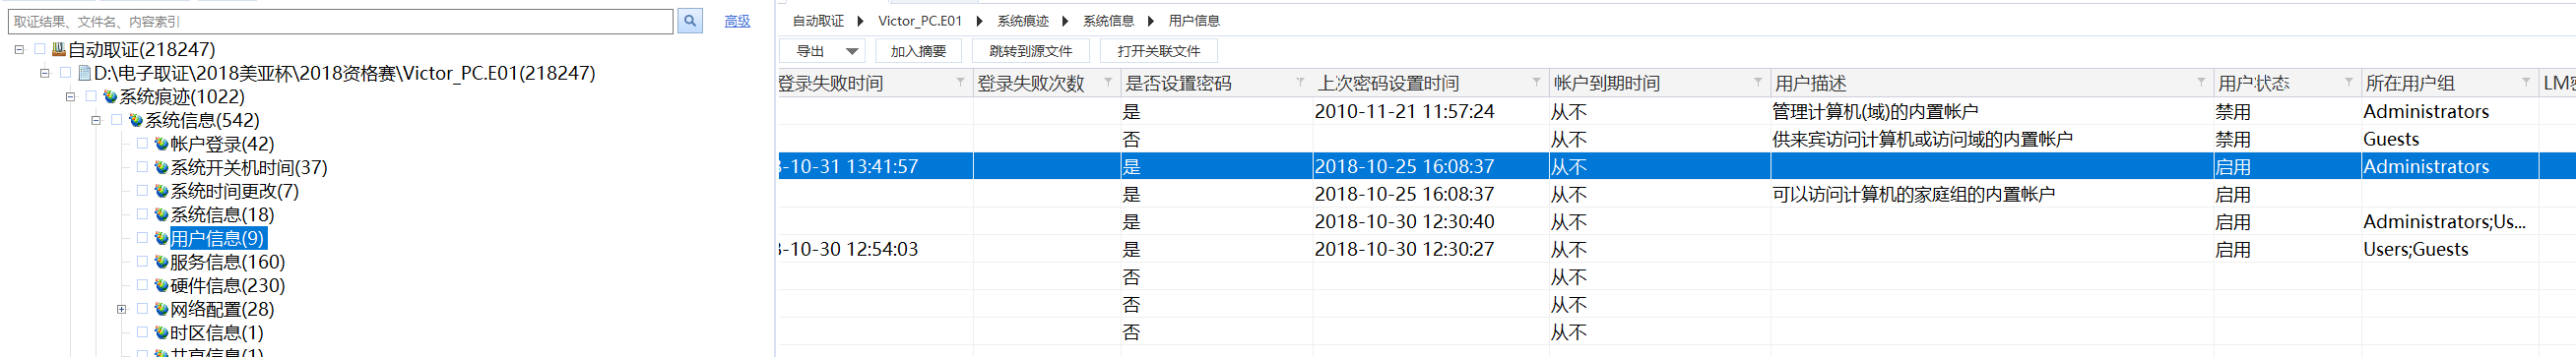 取证结果、文件名、内容索引
高级
自动取证(218247)
D:\电子取证\2018美亚杯\2018资格赛\Victor_PC.E01(218247)
系统痕迹(1022)
系统信息(542)
帐户登录(42)
系统开关机时间(37)
系统时间更改(7)
系统信息(18)
用户信息(9)
服务信息(160)
硬件信息(230)
网络配置(28)
时区信息(1)
自动取证 Victor_PC.E01 系统痕迹 系统信息 用户信息
导出 加入摘要 跳转到源文件 打开关联文件
登录失败时间 登录失败次数 是否设置密码 上次密码设置时间 帐户到期时间 用户描述 用户状态 所在用户组 LM
是 2010-11-21 11:57:24 从不 管理计算机(域)的内置帐户 禁用 Administrators
否 从不 供来宾访问计算机或访问域的内置帐户 禁用 Guests
-10-31 13:41:57 是 2018-10-25 16:08:37 从不 启用 Administrators
是 2018-10-25 16:08:37 从不 可以访问计算机的家庭组的内置帐户 启用
是 2018-10-30 12:30:40 从不 启用 Administrators;Us...
-10-30 12:54:03 是 2018-10-30 12:30:27 从不 启用 Users;Guests
否 从不
否 从不
否 从不